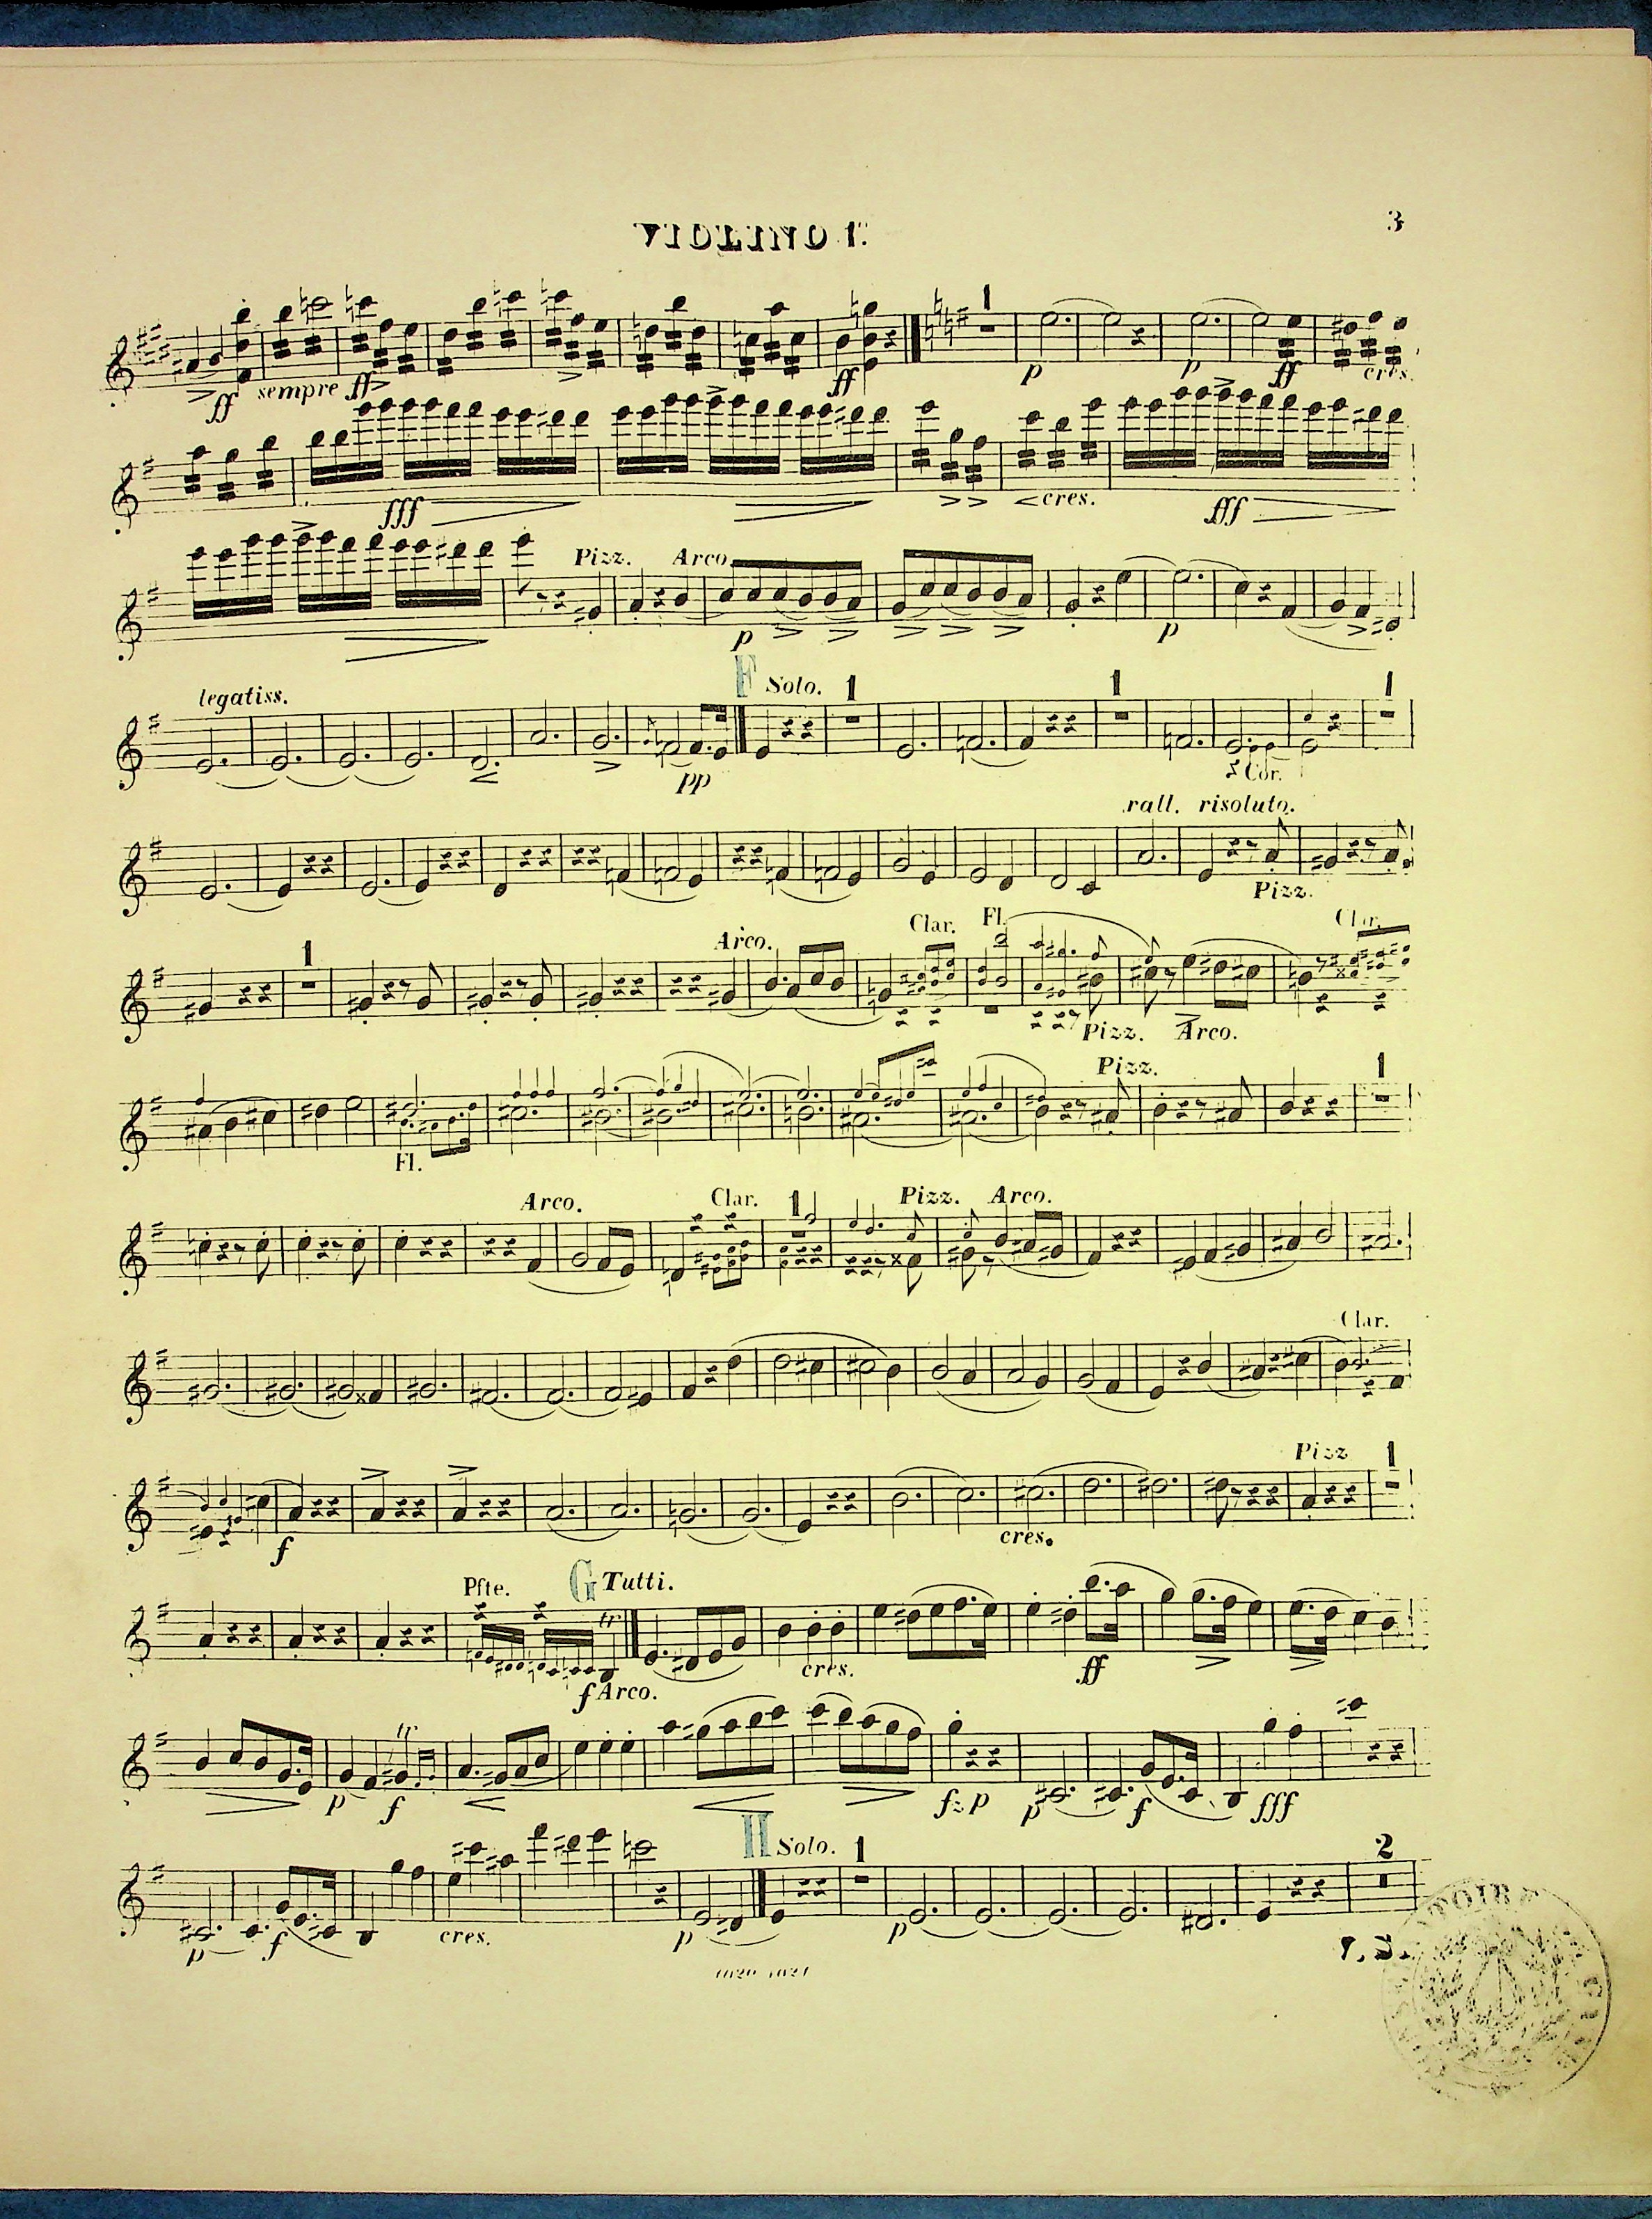 VIOLINO 1º
3
1
ff sempre ff ff p p ff cres.
fff cres. fff
Pizz. Arco.
p p
legatiss. F Solo. 1 1 1
pp Cor.
rall. risoluto.
Pizz.
1 Arco. Clar. Fl. Clar.
Pizz. Arco.
Pizz. 1
Fl.
Arco. Clar. 1 Pizz. Arco.
Clar.
Pizz 1
f cres.
Pfte. G Tutti.
tr
f Arco. cres. ff
tr
p f fz p p f fff
H Solo. 1 2
p f cres. p p
1020 1021